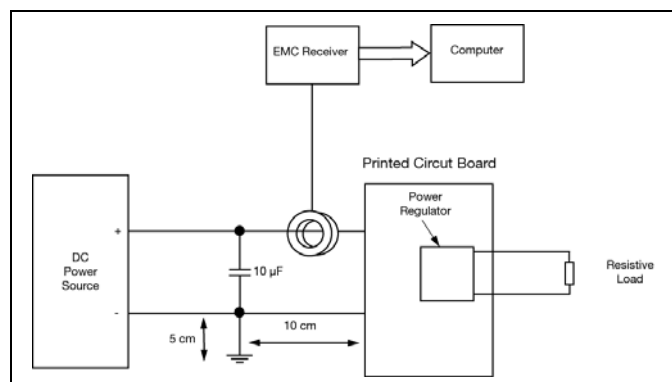 EMC Receiver
Computer
Printed Circut Board
Power
Regulator
+
DC
Power
Source
10 µF
Resistive
Load
-
5 cm
10 cm